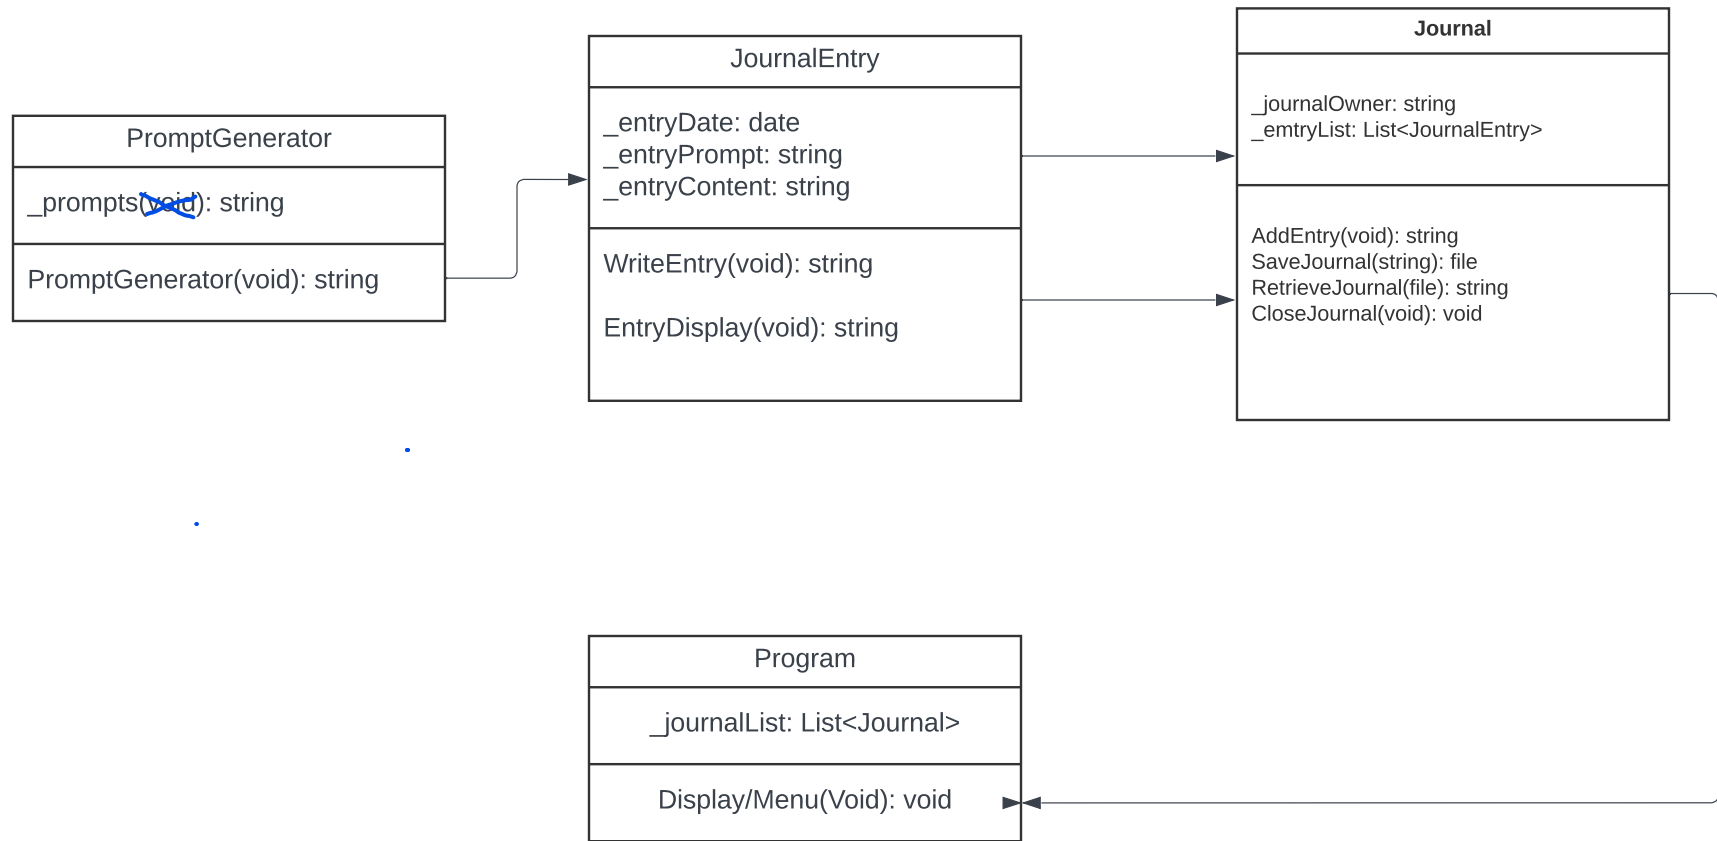 PromptGenerator
_prompts(void): string
PromptGenerator(void): string
JournalEntry
_entryDate: date
_entryPrompt: string
_entryContent: string
WriteEntry(void): string
EntryDisplay(void): string
Journal
_journalOwner: string
_emtryList: List<JournalEntry>
AddEntry(void): string
SaveJournal(string): file
RetrieveJournal(file): string
CloseJournal(void): void
Program
_journalList: List<Journal>
Display/Menu(Void): void